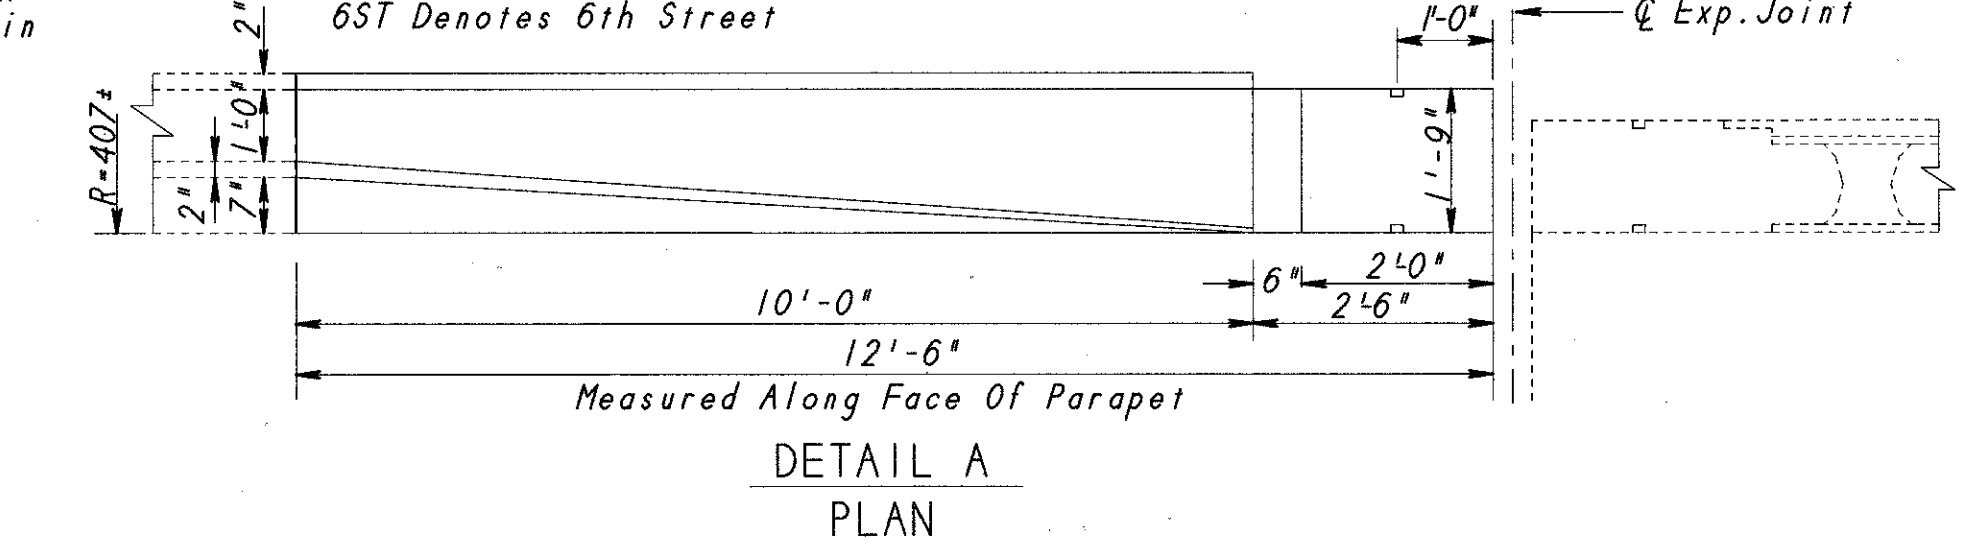 in
6ST Denotes 6th Street
2"
1'-0"
℄ Exp. Joint
R=407±
1'-0"
2"
7"
1'-9"
6"
2'-0"
10'-0"
2'-6"
12'-6"
Measured Along Face Of Parapet
DETAIL A
PLAN